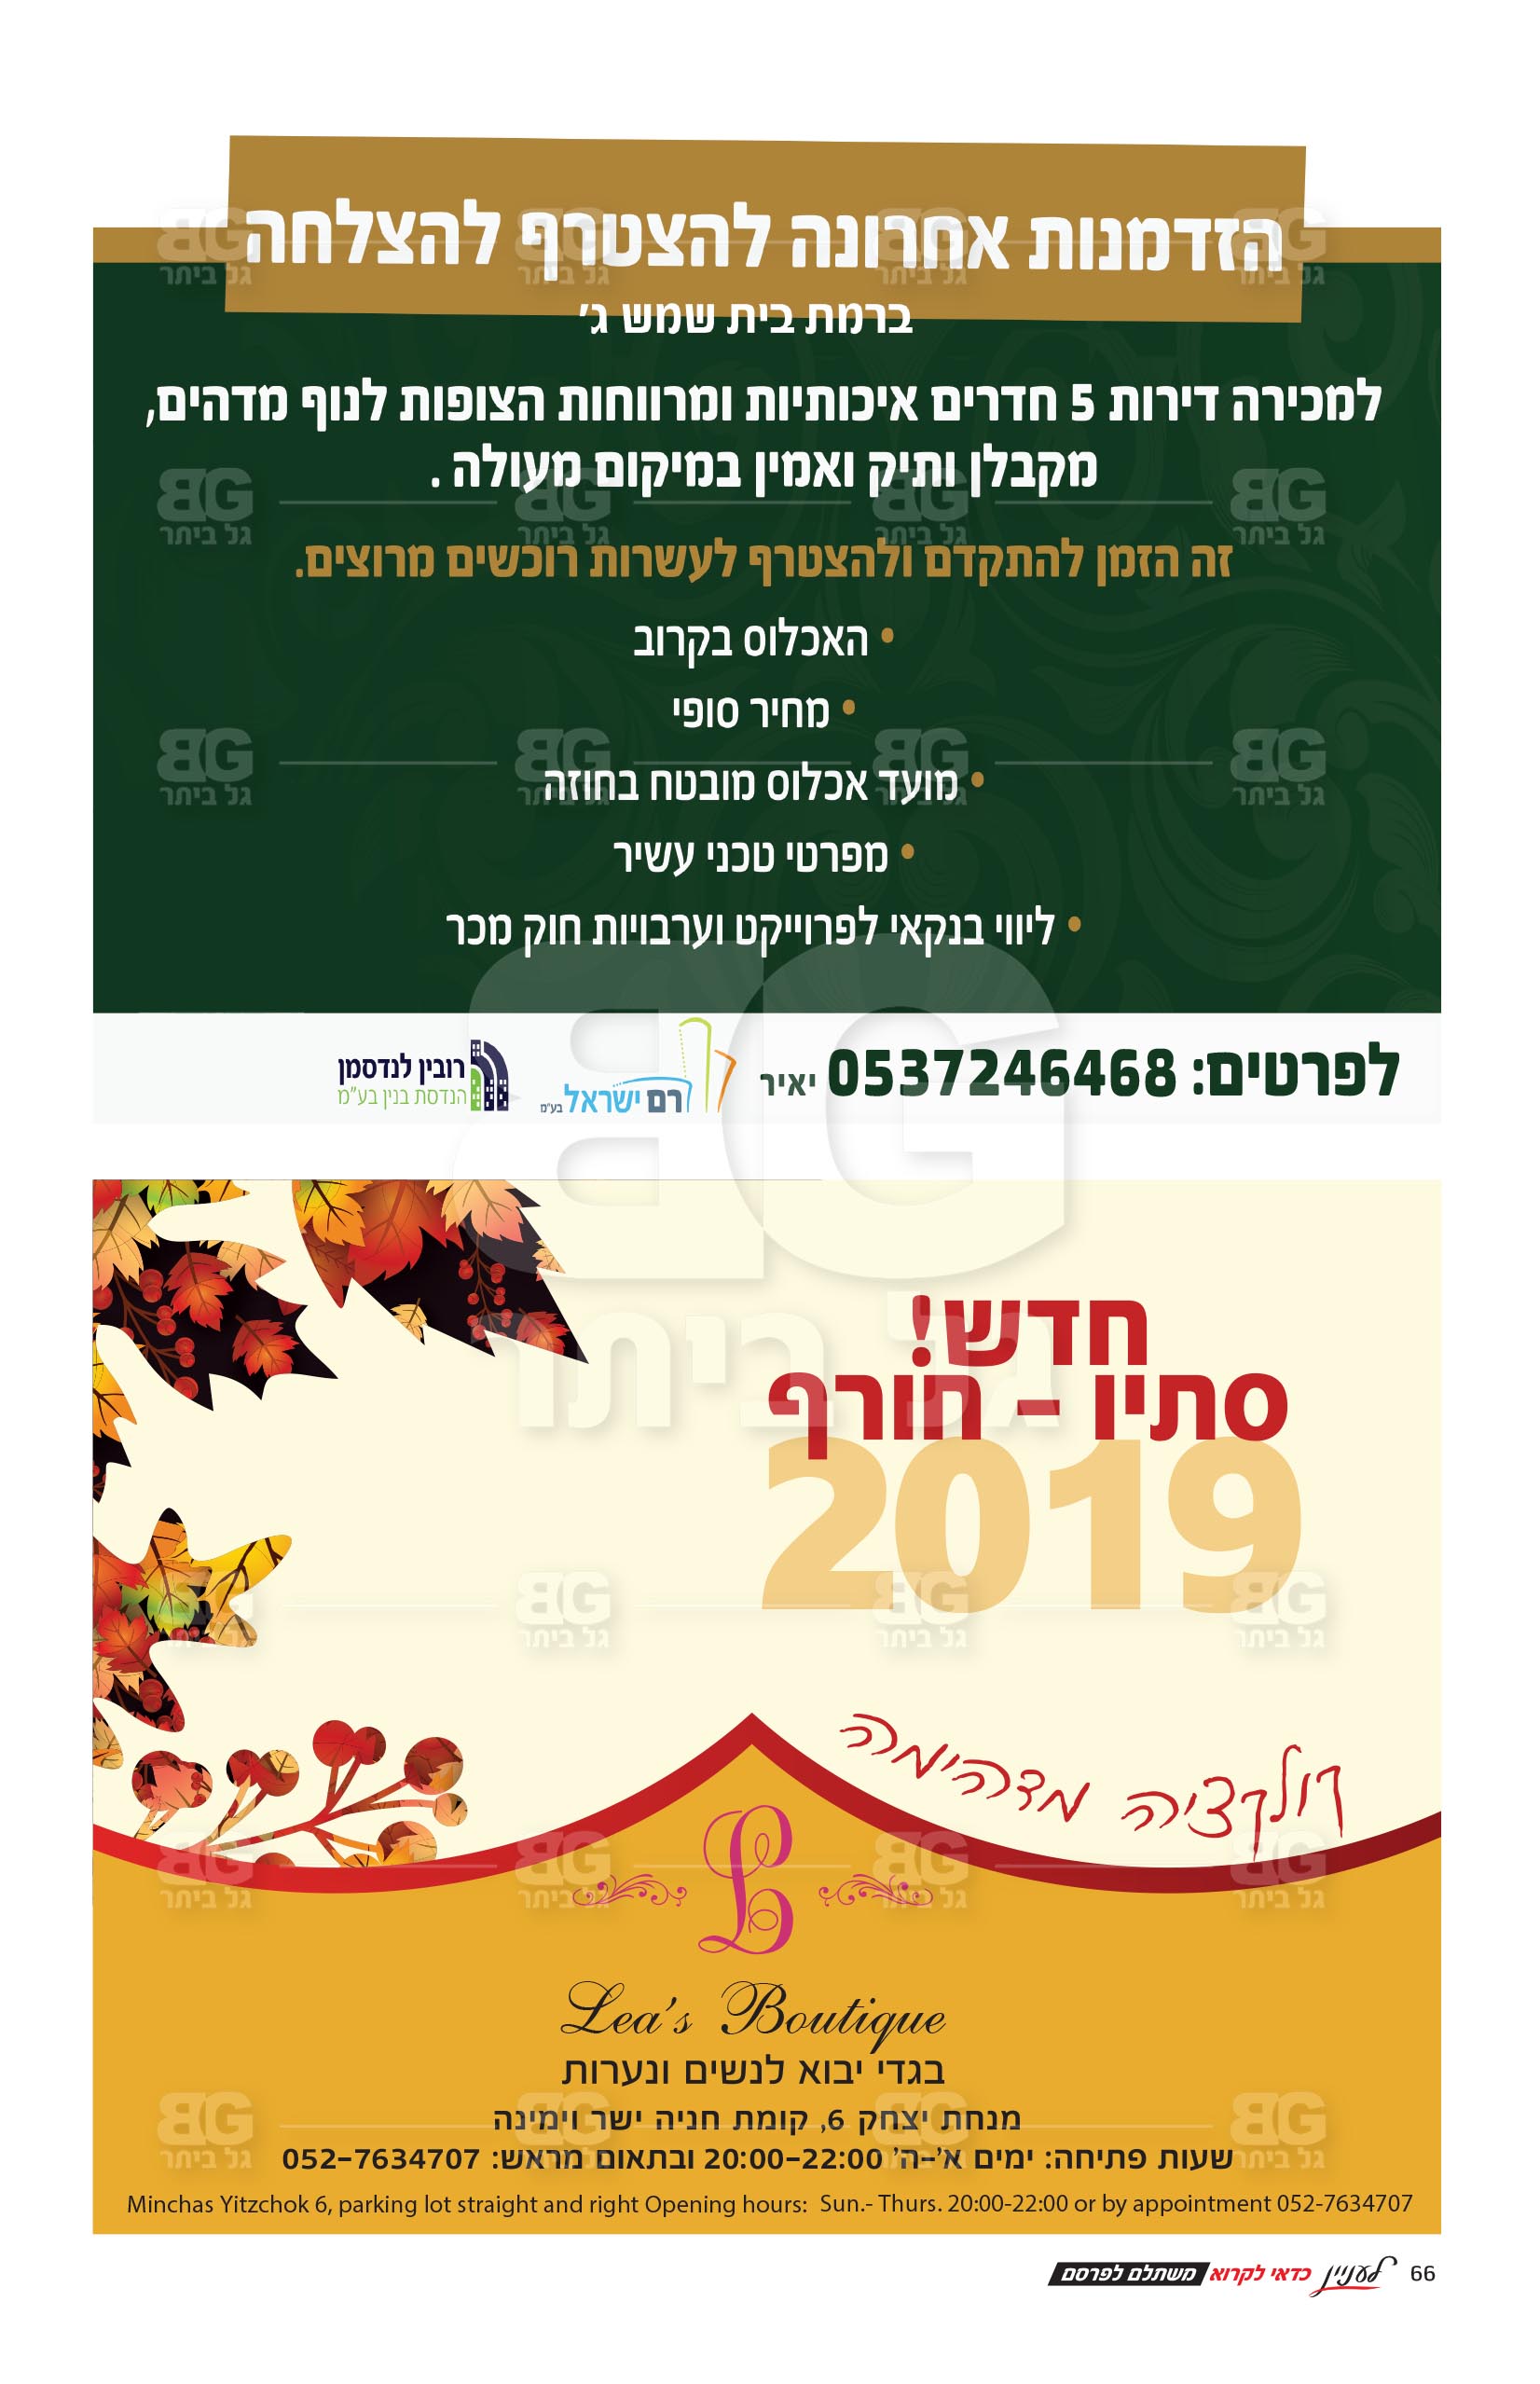 הזדמנות אחרונה להצטרף להצלחה
ברמת בית שמש ג'
למכירה דירות 5 חדרים איכותיות ומרווחות הצופות לנוף מדהים,
מקבלן ותיק ואמין במיקום מעולה .
זה הזמן להתקדם ולהצטרף לעשרות רוכשים מרוצים.
• האכלוס בקרוב
• מחיר סופי
• מועד אכלוס מובטח בחוזה
• מפרטי טכני עשיר
• ליווי בנקאי לפרוייקט וערבויות חוק מכר
לפרטים: 0537246468 יאיר
רם ישראל בע"מ
רובין לנדסמן
הנדסת בנין בע"מ
BG
גל ביתר
חדש!
סתיו - חורף
2019
קולקציה מדהימה
L
Lea's Boutique
בגדי יבוא לנשים ונערות
מנחת יצחק 6, קומת חניה ישר וימינה
שעות פתיחה: ימים א'-ה' 20:00-22:00 ובתאום מראש: 052-7634707
Minchas Yitzchok 6, parking lot straight and right Opening hours: Sun.- Thurs. 20:00-22:00 or by appointment 052-7634707
66 לעניין כדאי לקרוא משתלם לפרסם